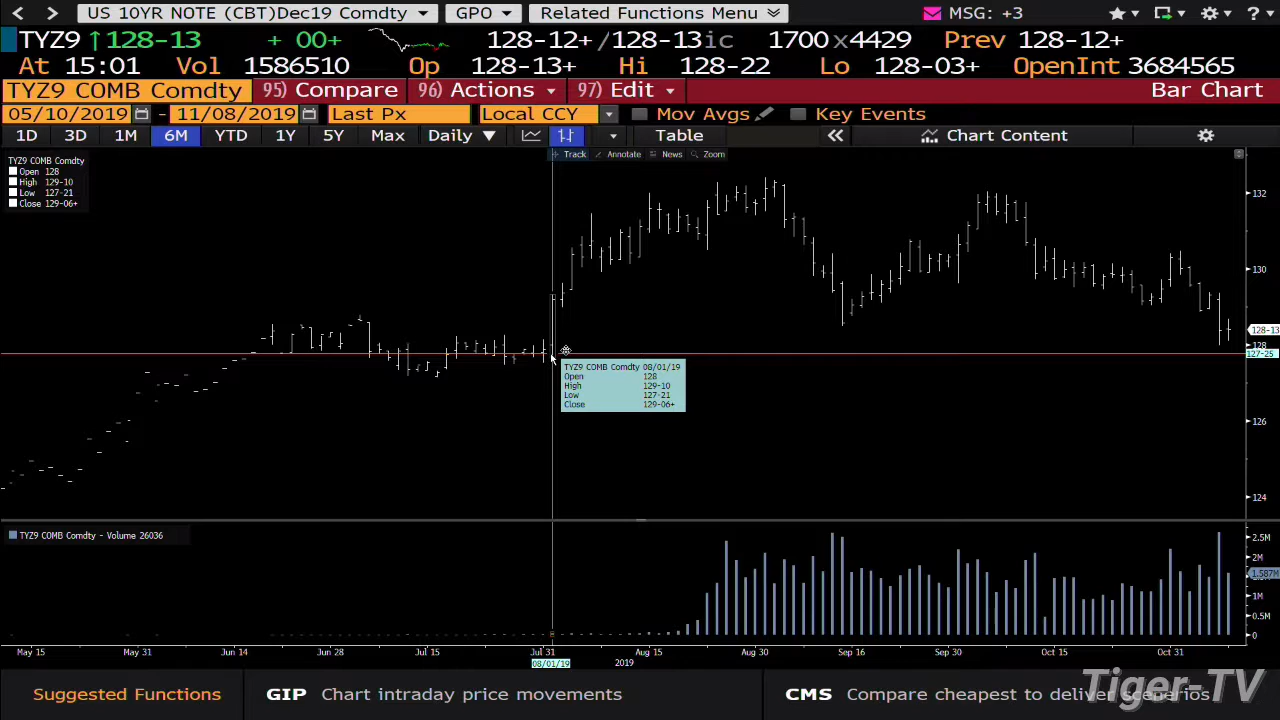 US 10YR NOTE (CBT)Dec19 Comdty GPO Related Functions Menu MSG: +3 ?
TYZ9 ↑128-13 + 00+ 128-12+/128-13ic 1700x4429 Prev 128-12+
At 15:01 Vol 1586510 Op 128-13+ Hi 128-22 Lo 128-03+ OpenInt 3684565
TYZ9 COMB Comdty 95) Compare 96) Actions 97) Edit Bar Chart
05/10/2019 - 11/08/2019 Last Px Local CCY Mov Avgs Key Events
1D 3D 1M 6M YTD 1Y 5Y Max Daily ▼ Table « Chart Content
Track Annotate News Zoom
TYZ9 COMB Comdty
Open 128
High 129-10
Low 127-21
Close 129-06+
132
130
128-13
128
127-25
126
124
TYZ9 COMB Comdty 08/01/19
Open 128
High 129-10
Low 127-21
Close 129-06+
TYZ9 COMB Comdty - Volume 26036
2.5M
2M
1.587M
1M
0.5M
0
May 15 May 31 Jun 14 Jun 28 Jul 15 Jul 31 Aug 15 Aug 30 Sep 16 Sep 30 Oct 15 Oct 31
08/01/19 2019
Suggested Functions GIP Chart intraday price movements CMS Compare cheapest to deliver scenerios
Tiger-TV